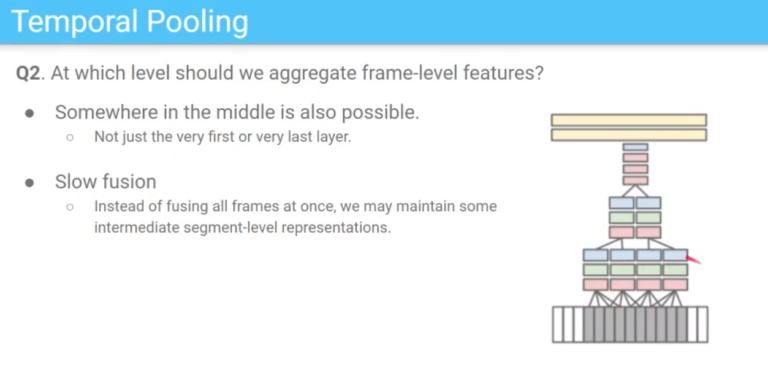 Temporal Pooling
Q2. At which level should we aggregate frame-level features?
● Somewhere in the middle is also possible.
○ Not just the very first or very last layer.
● Slow fusion
○ Instead of fusing all frames at once, we may maintain some
intermediate segment-level representations.